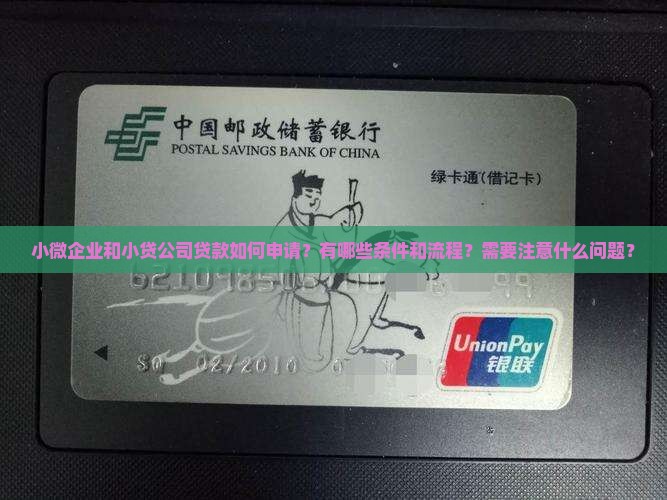 中国邮政储蓄银行
POSTAL SAVINGS BANK OF CHINA
绿卡通(借记卡)
小微企业和小贷公司贷款如何申请？有哪些条件和流程？需要注意什么问题？
UnionPay
银联
02/2010